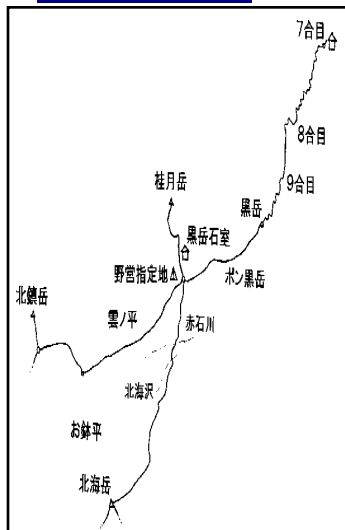 7合目
8合目
9合目
桂月岳
黒岳
黒岳石室
野営指定地
ポン黒岳
北鎮岳
雲ノ平
赤石川
北海沢
お鉢平
北海岳